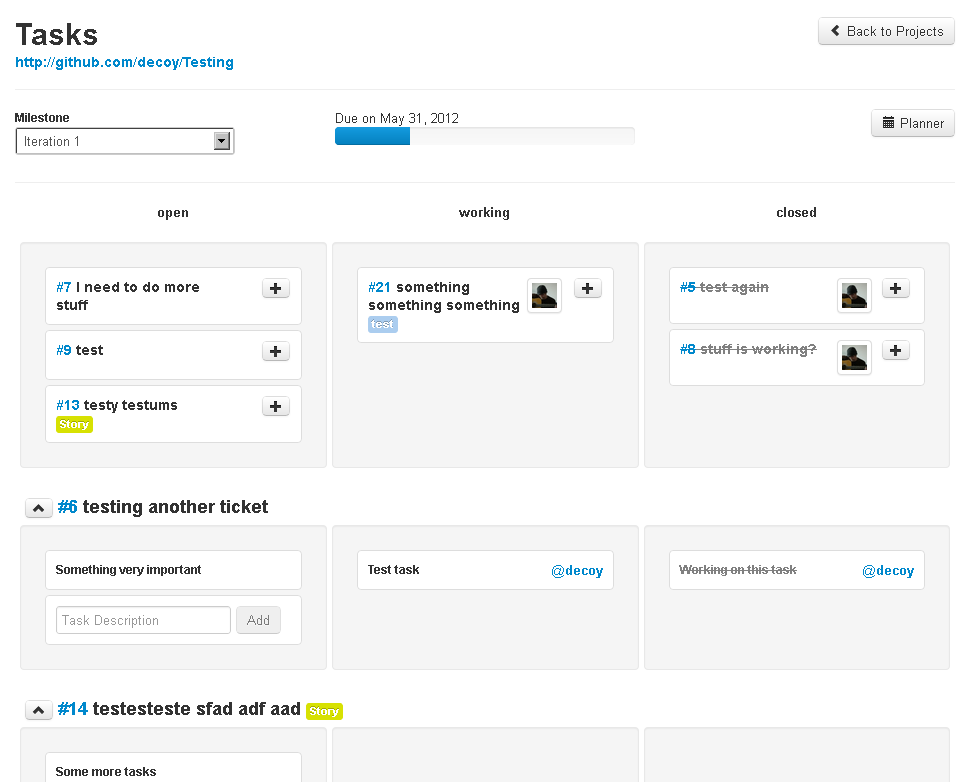 Tasks
Back to Projects
http://github.com/decoy/Testing
Milestone
Due on May 31, 2012
Iteration 1
Planner
open
working
closed
#7 I need to do more
stuff
#9 test
#13 testy testums
Story
#21 something
something something
test
#5 test again
#8 stuff is working?
#6 testing another ticket
Something very important
Task Description
Add
Test task
@decoy
Working on this task
@decoy
#14 testesteste sfad adf aad Story
Some more tasks